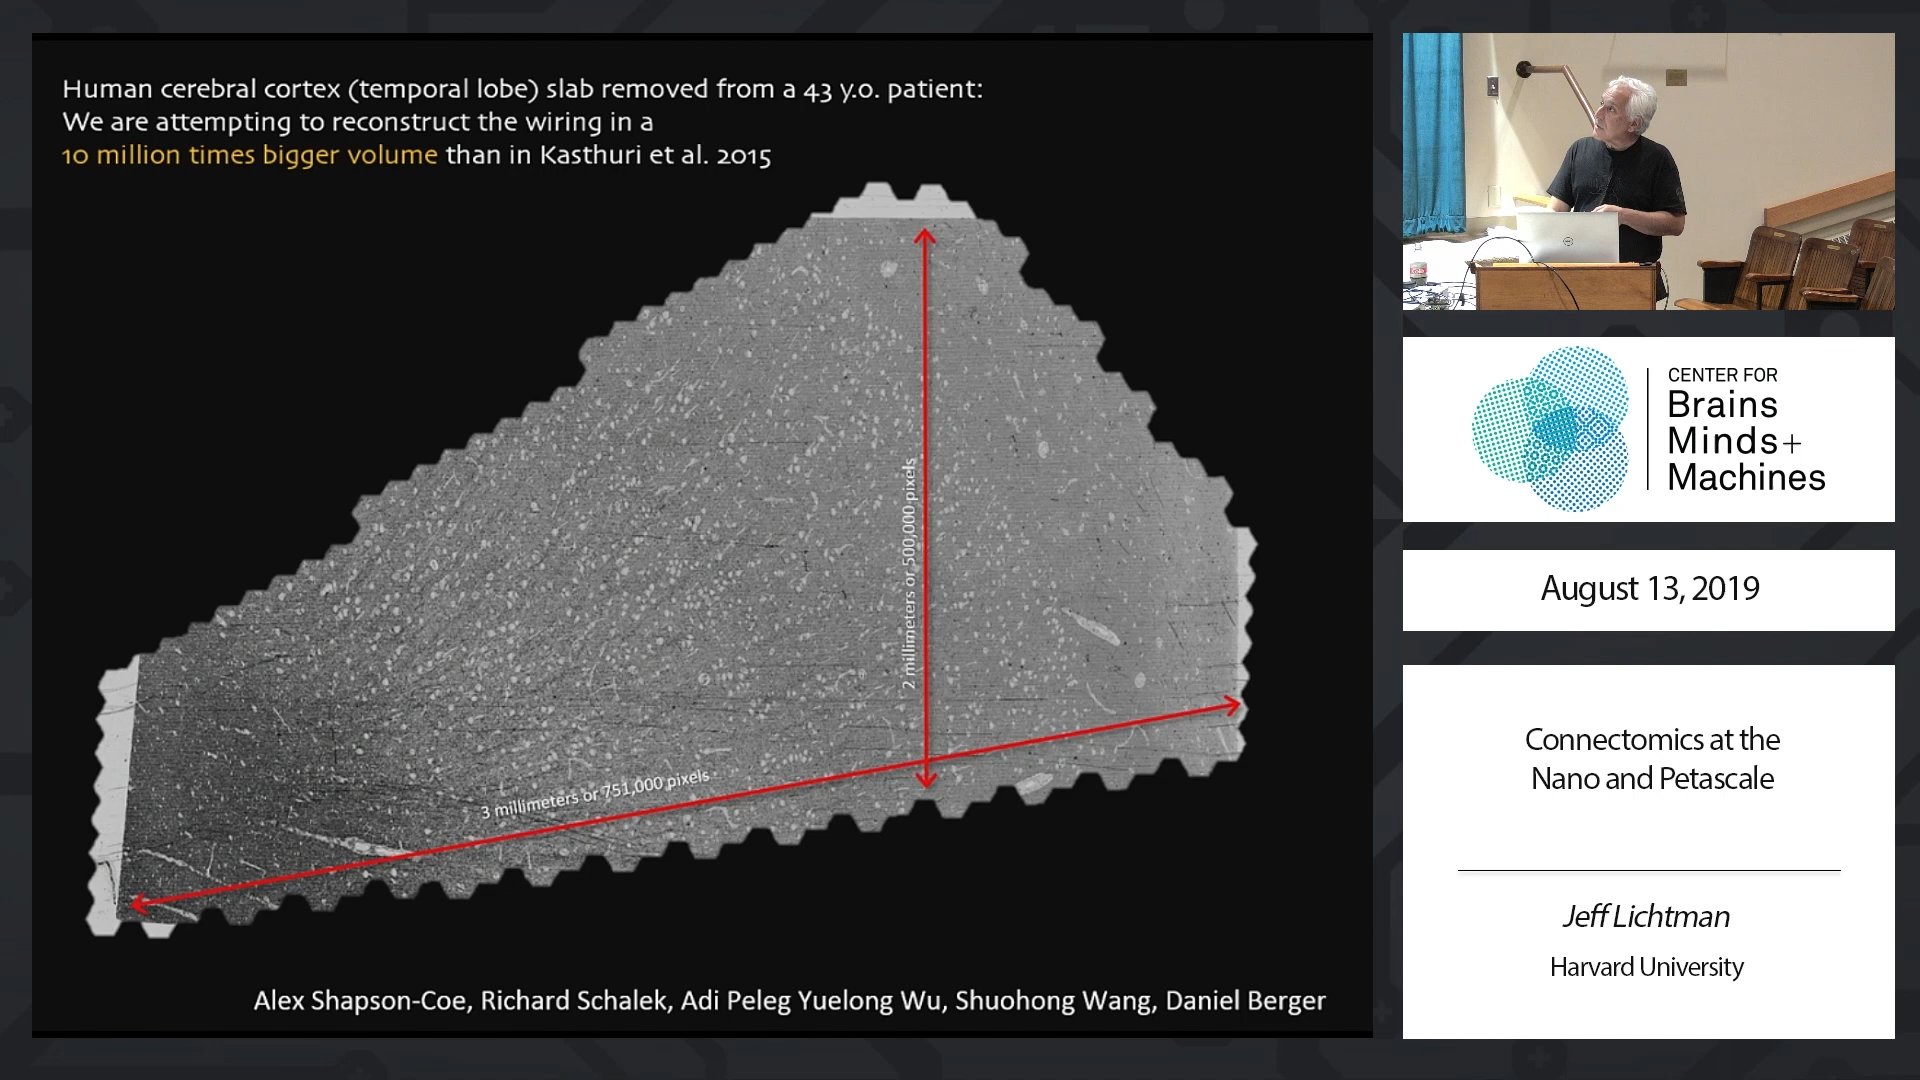 Human cerebral cortex (temporal lobe) slab removed from a 43 y.o. patient:
We are attempting to reconstruct the wiring in a
10 million times bigger volume than in Kasthuri et al. 2015
2 millimeters or 500,000 pixels
3 millimeters or 751,000 pixels
Alex Shapson-Coe, Richard Schalek, Adi Peleg Yuelong Wu, Shuohong Wang, Daniel Berger
CENTER FOR
Brains
Minds+
Machines
August 13, 2019
Connectomics at the
Nano and Petascale
Jeff Lichtman
Harvard University